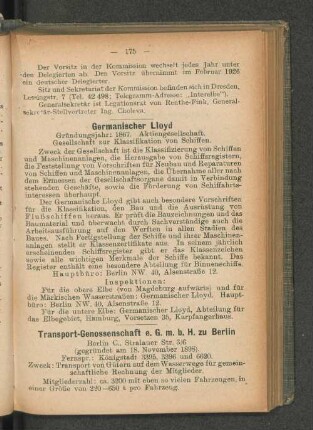 — 175 —
Der Vorsitz in der Kommission wechselt jedes Jahr unter
den Delegierten ab. Den Vorsitz übernimmt im Februar 1926
ein deutscher Delegierter.
Sitz und Sekretariat der Kommission befinden sich in Dresden,
Lennéstr. 7 (Tel. 42 498; Telegramm-Adresse: „Interelbe").
Generalsekretär ist Legationsrat von Renthe-Fink, General-
sekretär-Stellvertreter Ing.
Germanischer Lloyd
Gründungsjahr: 1867. Aktiengesellschaft.
Gesellschaft zur Klassifikation von Schiffen.
Zweck der Gesellschaft ist die Klassifizierung von Schiffen
und Maschinenanlagen, die Herausgabe von Schiffsregistern,
die Feststellung von Vorschriften für Neubau und Reparaturen
von Schiffen und Maschinenanlagen, das Übernehmen aller nach
dem Ermessen der Gesellschaftsorgane damit in Verbindung
stehenden Geschäfte, sowie die Förderung von Schiffahrts-
interessen überhaupt.
Der Germanische Lloyd gibt auch besondere Vorschriften
für die Klassifikation, den Bau und die Ausrüstung von
Flußschiffen heraus. Er prüft die Bauzeichnungen und das
Baumaterial und überwacht durch Sachverständige auch die
Arbeitsausführung auf den Werften in allen Stadien des
Baues. Nach Fertigstellung der Schiffe und ihrer Maschinen-
anlagen stellt er Klassenzertifikate aus. In seinem jährlich
erscheinenden Schiffsregister gibt er das Klassenzeichen
sowie alle wichtigen Merkmale der Schiffe bekannt. Das
Register enthält eine besondere Abteilung für Binnenschiffe.
Hauptbüro: Berlin NW. 40, Alsenstraße 12.
Inspektionen:
Für die obere Elbe (von Magdeburg aufwärts) und für
die Märkischen Wasserstraßen: Germanischer Lloyd, Haupt-
büro: Berlin NW. 40, Alsenstraße 12.
Für die untere Elbe: Germanischer Lloyd, Abteilung für
das Elbegebiet, Hamburg, Vorsetzen 35, Karpfangerhaus.
Transport-Genossenschaft e. G. m. b. H. zu Berlin
Berlin C., Stralauer Str. 5/6
(gegründet am 18. November 1898).
Fernspr.: Königstadt 3395, 3396 und 6020.
Zweck: Transport von Gütern auf dem Wasserwege für gemein-
schaftliche Rechnung der Mitglieder.
Mitgliederzahl: ca. 3200 mit eben so vielen Fahrzeugen, in
einer Größe von 220–650 t pro Fahrzeug.